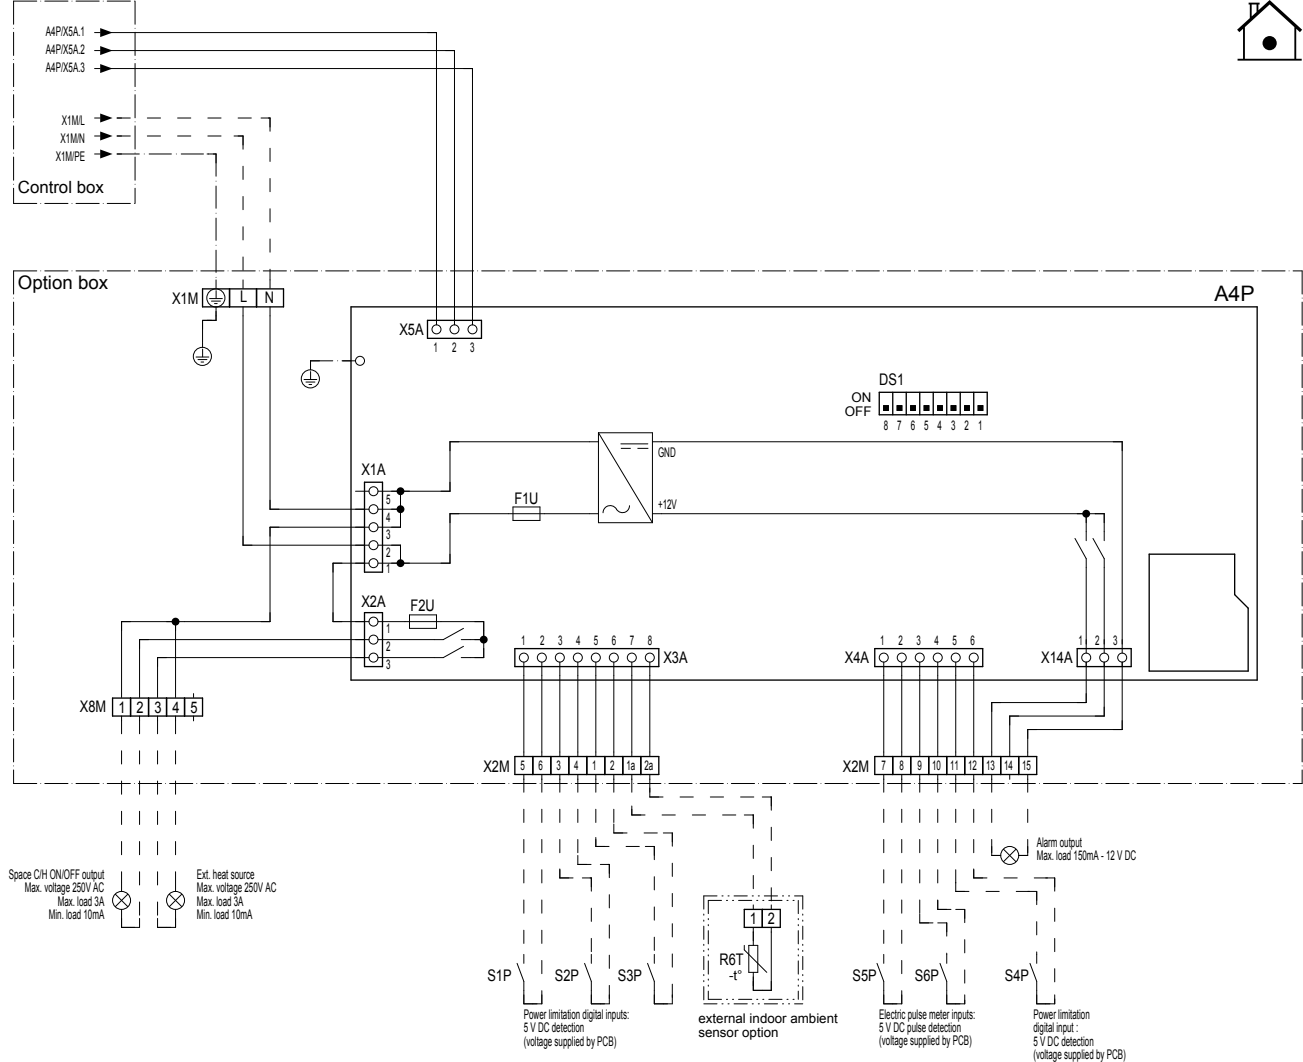 A4P/X5A.1
A4P/X5A.2
A4P/X5A.3
X1M/L
X1M/N
X1M/PE
Control box
Option box
X1M L N
A4P
X5A
1 2 3
DS1
ON
OFF
8 7 6 5 4 3 2 1
GND
X1A
5
4
3
2
1
F1U
+12V
X2A
1
2
3
F2U
1 2 3 4 5 6 7 8
X3A
1 2 3 4 5 6
X4A
1 2 3
X14A
X8M 1 2 3 4 5
X2M 5 6 3 4 1 2 1a 2a
X2M 7 8 9 10 11 12 13 14 15
Space C/H ON/OFF output
Max. voltage 250V AC
Max. load 3A
Min. load 10mA
Ext. heat source
Max. voltage 250V AC
Max. load 3A
Min. load 10mA
Alarm output
Max. load 150mA - 12 V DC
1 2
R6T
-t°
S1P
S2P
S3P
S5P
S6P
S4P
Power limitation digital inputs:
5 V DC detection
(voltage supplied by PCB)
external indoor ambient
sensor option
Electric pulse meter inputs:
5 V DC pulse detection
(voltage supplied by PCB)
Power limitation
digital input :
5 V DC detection
(voltage supplied by PCB)